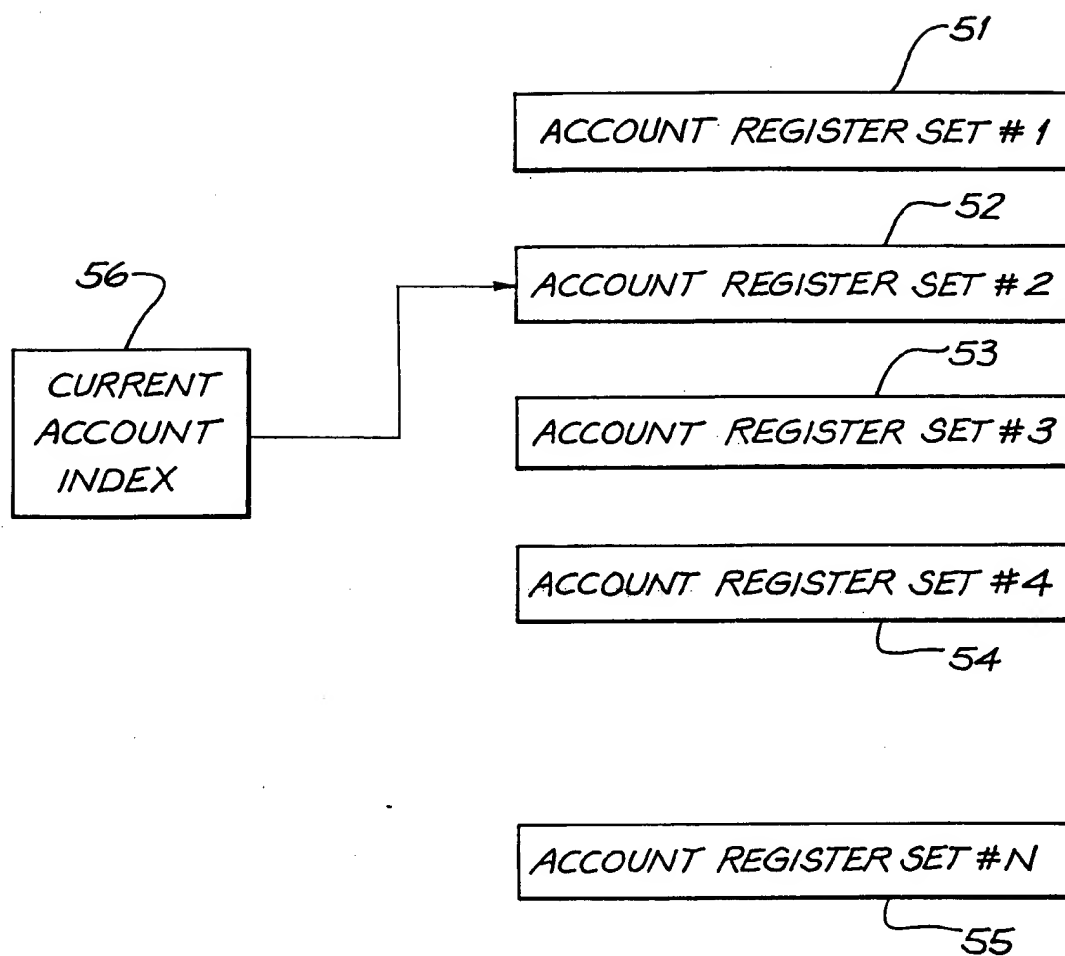 51
ACCOUNT REGISTER SET #1
52
ACCOUNT REGISTER SET #2
56
CURRENT
ACCOUNT
INDEX
53
ACCOUNT REGISTER SET #3
ACCOUNT REGISTER SET #4
54
ACCOUNT REGISTER SET #N
55